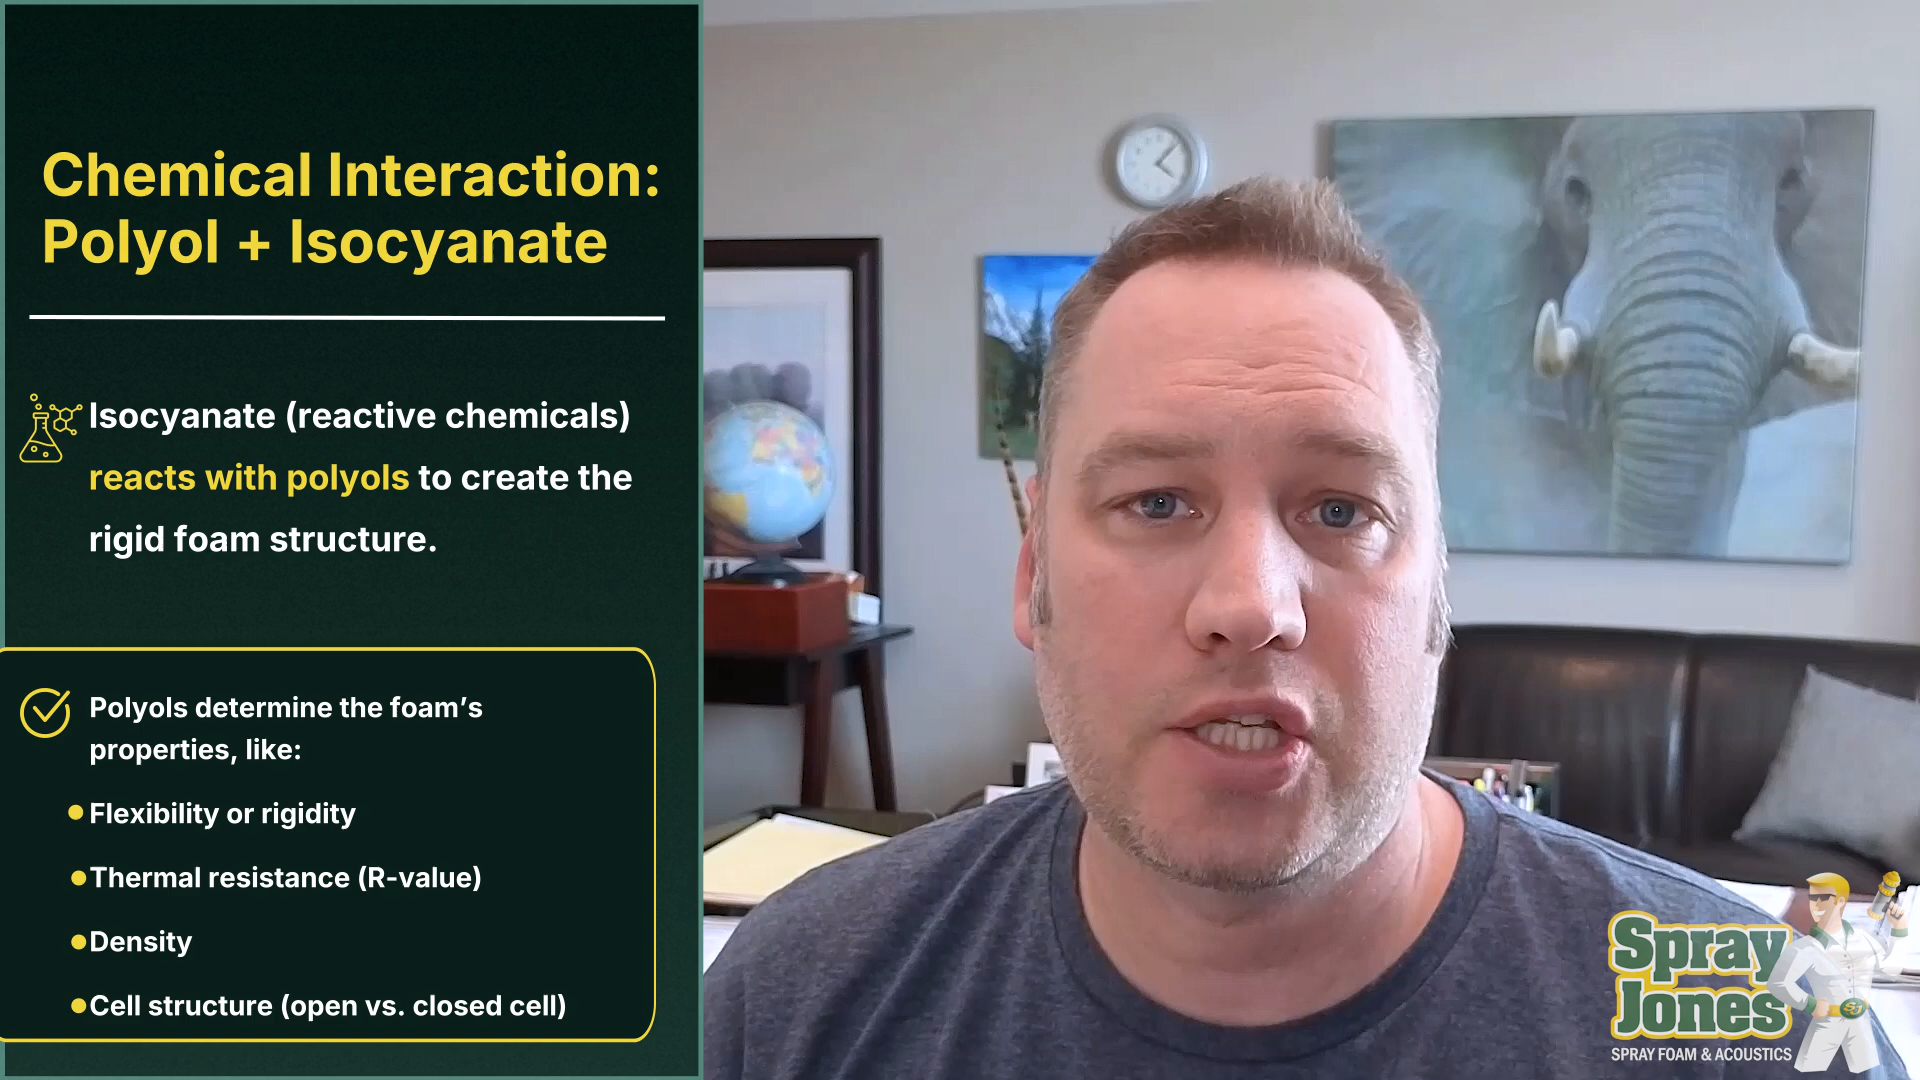 Chemical Interaction:
Polyol + Isocyanate
Isocyanate (reactive chemicals)
reacts with polyols to create the
rigid foam structure.
Polyols determine the foam’s
properties, like:
Flexibility or rigidity
Thermal resistance (R-value)
Density
Cell structure (open vs. closed cell)
Spray
Jones
SJ
SPRAY FOAM & ACOUSTICS